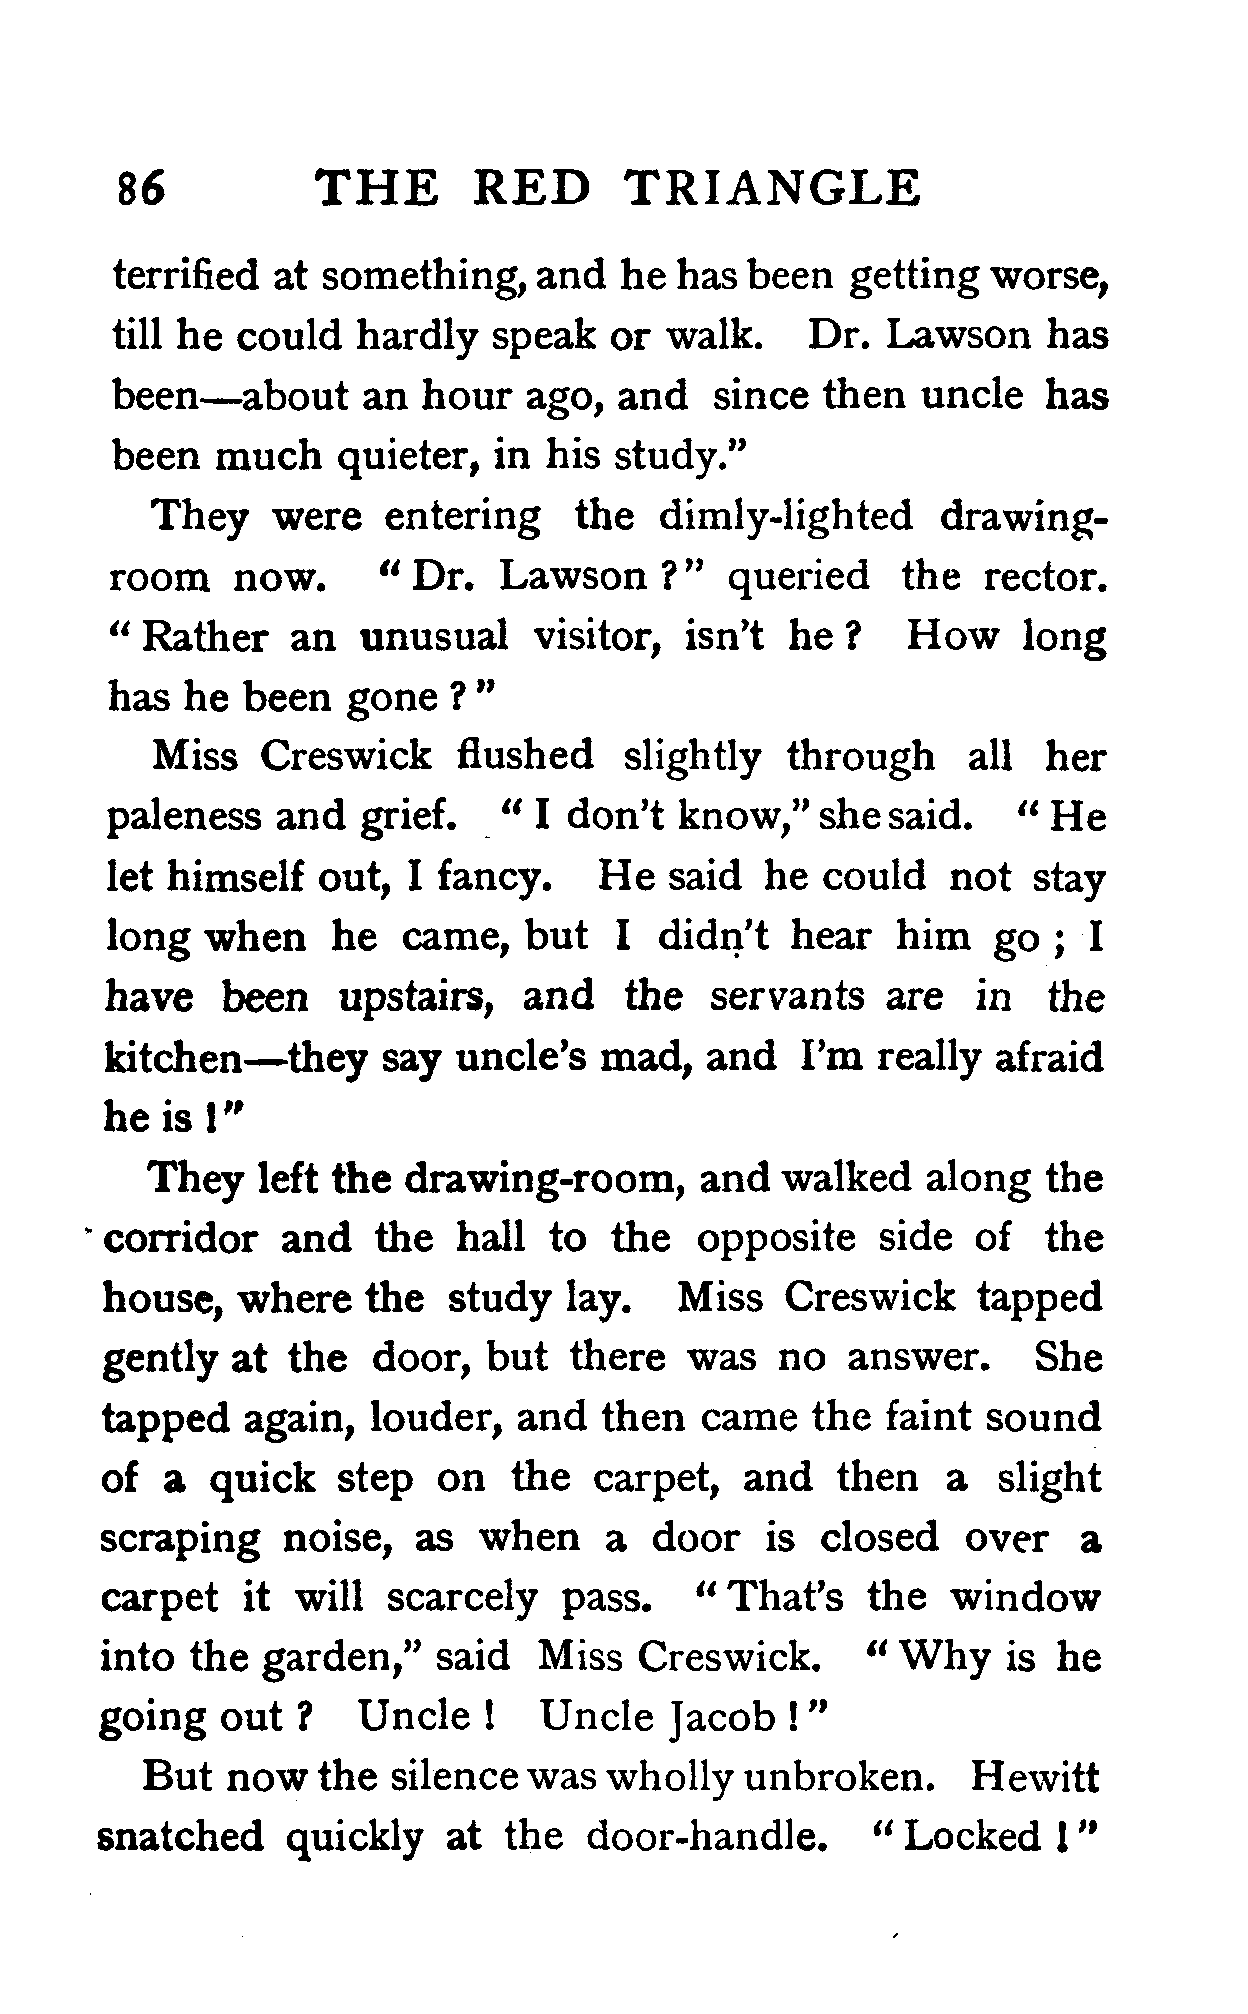 86 THE RED TRIANGLE
terrified at something, and he has been getting worse,
till he could hardly speak or walk. Dr. Lawson has
been—about an hour ago, and since then uncle has
been much quieter, in his study."
They were entering the dimly-lighted drawing-
room now. "Dr. Lawson?" queried the rector.
"Rather an unusual visitor, isn't he? How long
has he been gone?"
Miss Creswick flushed slightly through all her
paleness and grief. "I don't know," she said. "He
let himself out, I fancy. He said he could not stay
long when he came, but I didn't hear him go; I
have been upstairs, and the servants are in the
kitchen—they say uncle's mad, and I'm really afraid
he is!"
They left the drawing-room, and walked along the
corridor and the hall to the opposite side of the
house, where the study lay. Miss Creswick tapped
gently at the door, but there was no answer. She
tapped again, louder, and then came the faint sound
of a quick step on the carpet, and then a slight
scraping noise, as when a door is closed over a
carpet it will scarcely pass. "That's the window
into the garden," said Miss Creswick. "Why is he
going out? Uncle! Uncle Jacob!"
But now the silence was wholly unbroken. Hewitt
snatched quickly at the door-handle. "Locked!"